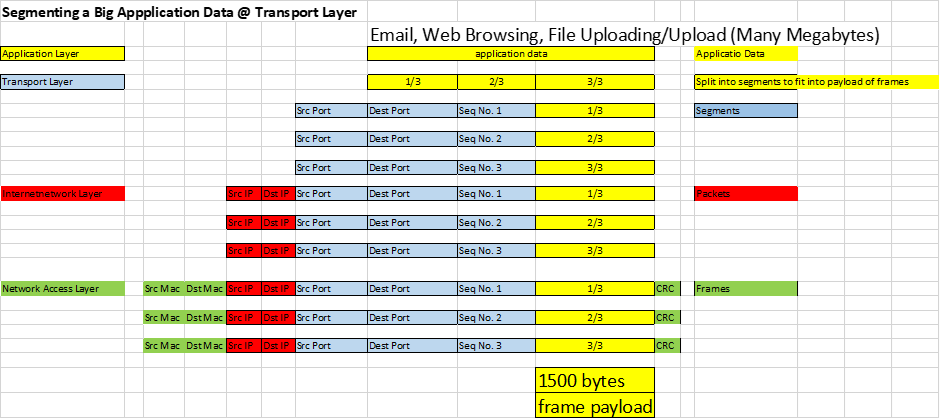 Segmenting a Big Appplication Data @ Transport Layer
Email, Web Browsing, File Uploading/Upload (Many Megabytes)
Application Layer application data Applicatio Data
Transport Layer 1/3 2/3 3/3 Split into segments to fit into payload of frames
Src Port Dest Port Seq No. 1 1/3 Segments
Src Port Dest Port Seq No. 2 2/3
Src Port Dest Port Seq No. 3 3/3
Internetnetwork Layer Src IP Dst IP Src Port Dest Port Seq No. 1 1/3 Packets
Src IP Dst IP Src Port Dest Port Seq No. 2 2/3
Src IP Dst IP Src Port Dest Port Seq No. 3 3/3
Network Access Layer Src Mac Dst Mac Src IP Dst IP Src Port Dest Port Seq No. 1 1/3 CRC Frames
Src Mac Dst Mac Src IP Dst IP Src Port Dest Port Seq No. 2 2/3 CRC
Src Mac Dst Mac Src IP Dst IP Src Port Dest Port Seq No. 3 3/3 CRC
1500 bytes
frame payload